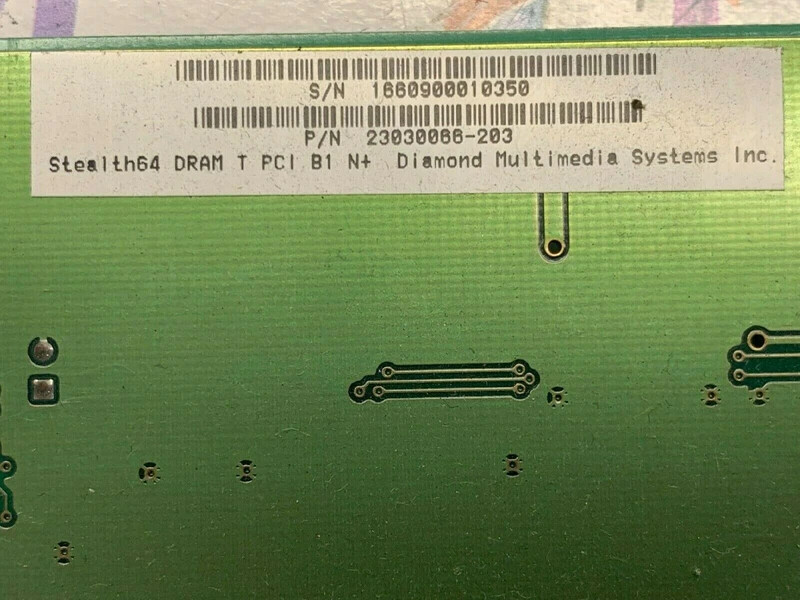 S/N 1660900010350
P/N 23030066-203
Stealth64 DRAM T PCI B1 N+ Diamond Multimedia Systems Inc.